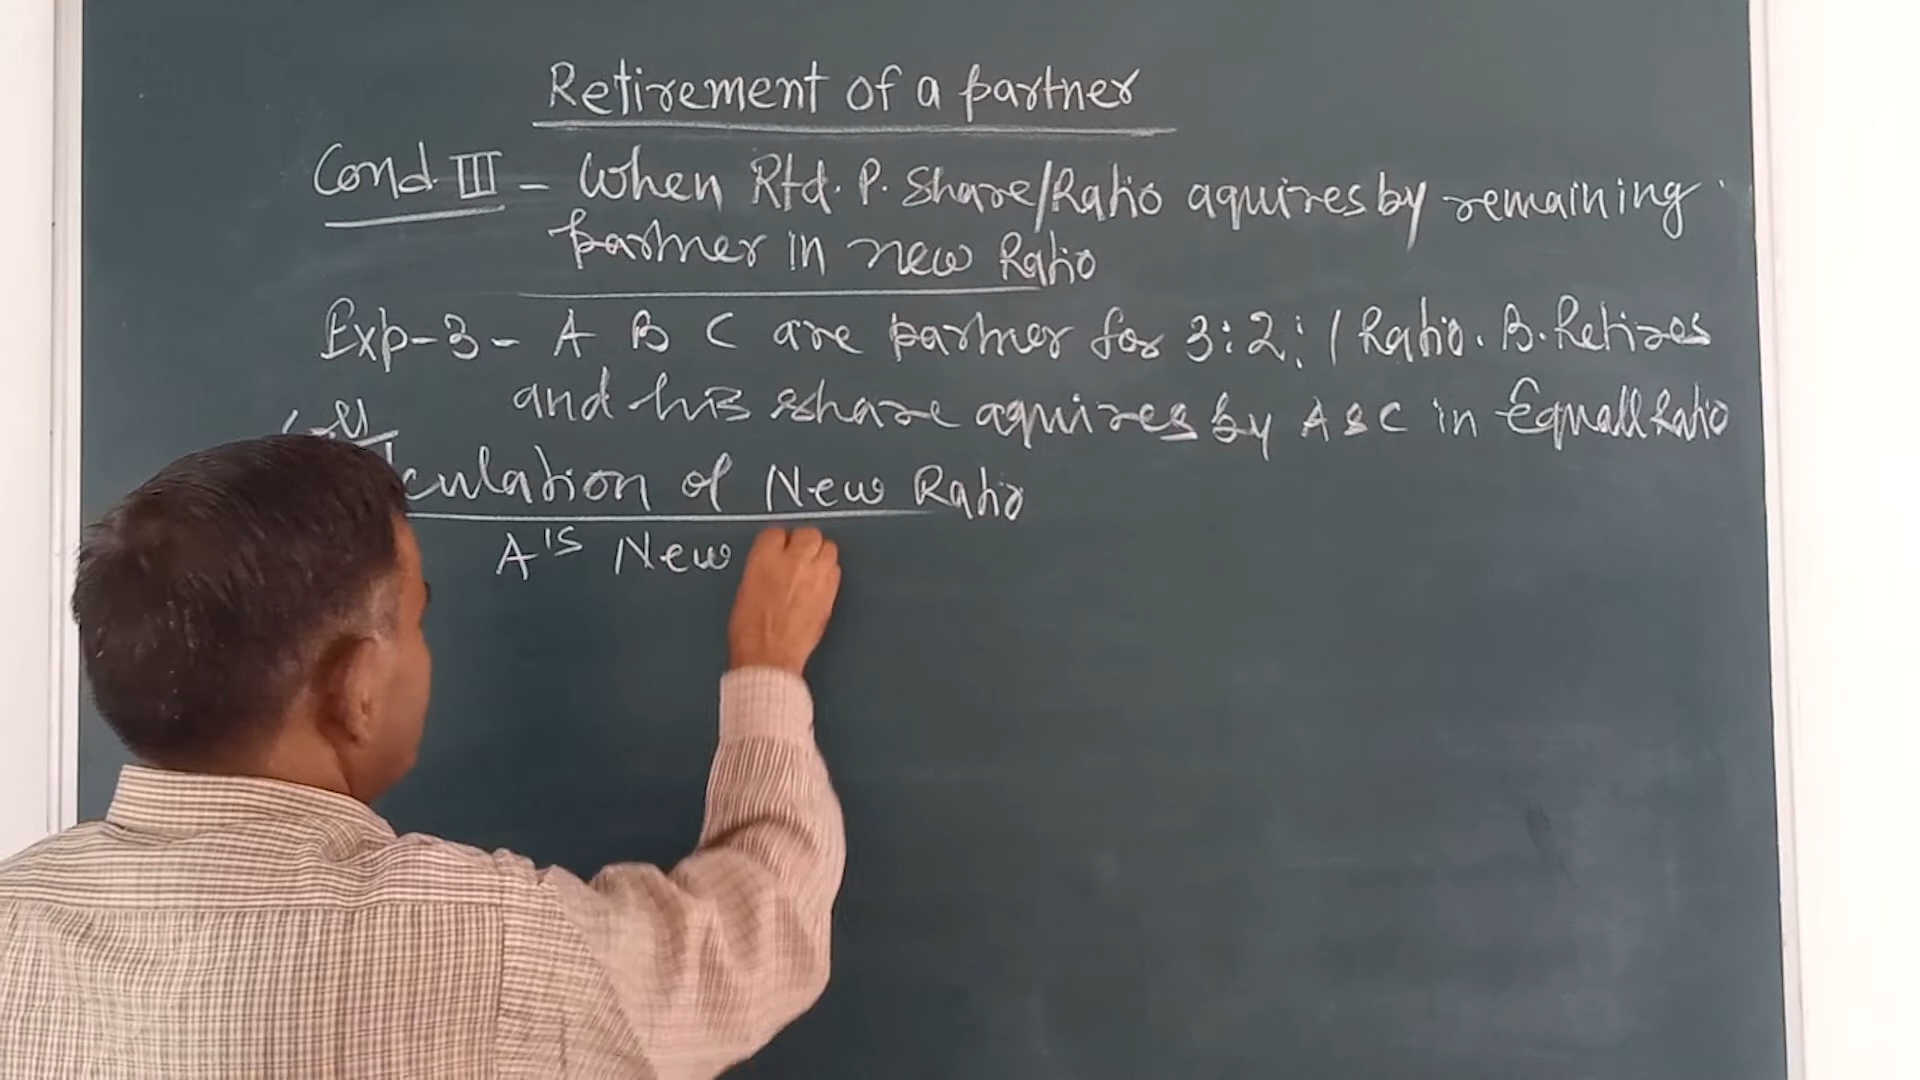 Retirement of a partner
Cond. III - When Rtd. P. Share/Ratio aquires by remaining
partner in new Ratio
Exp-3 - A B C are partner for 3:2:1 Ratio. B. Retires
and his share aquires by A & C in Equall Ratio
culation of New Ratio
A's New